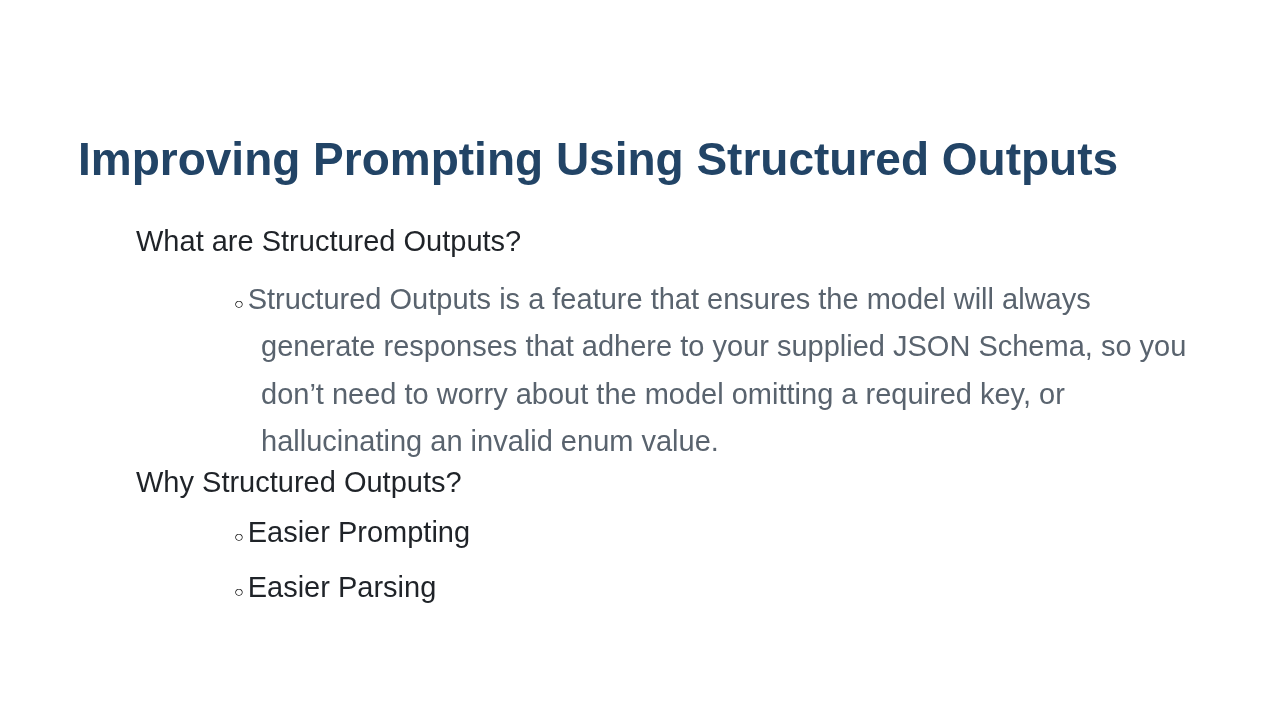 Improving Prompting Using Structured Outputs
What are Structured Outputs?
○ Structured Outputs is a feature that ensures the model will always
generate responses that adhere to your supplied JSON Schema, so you
don’t need to worry about the model omitting a required key, or
hallucinating an invalid enum value.
Why Structured Outputs?
○ Easier Prompting
○ Easier Parsing